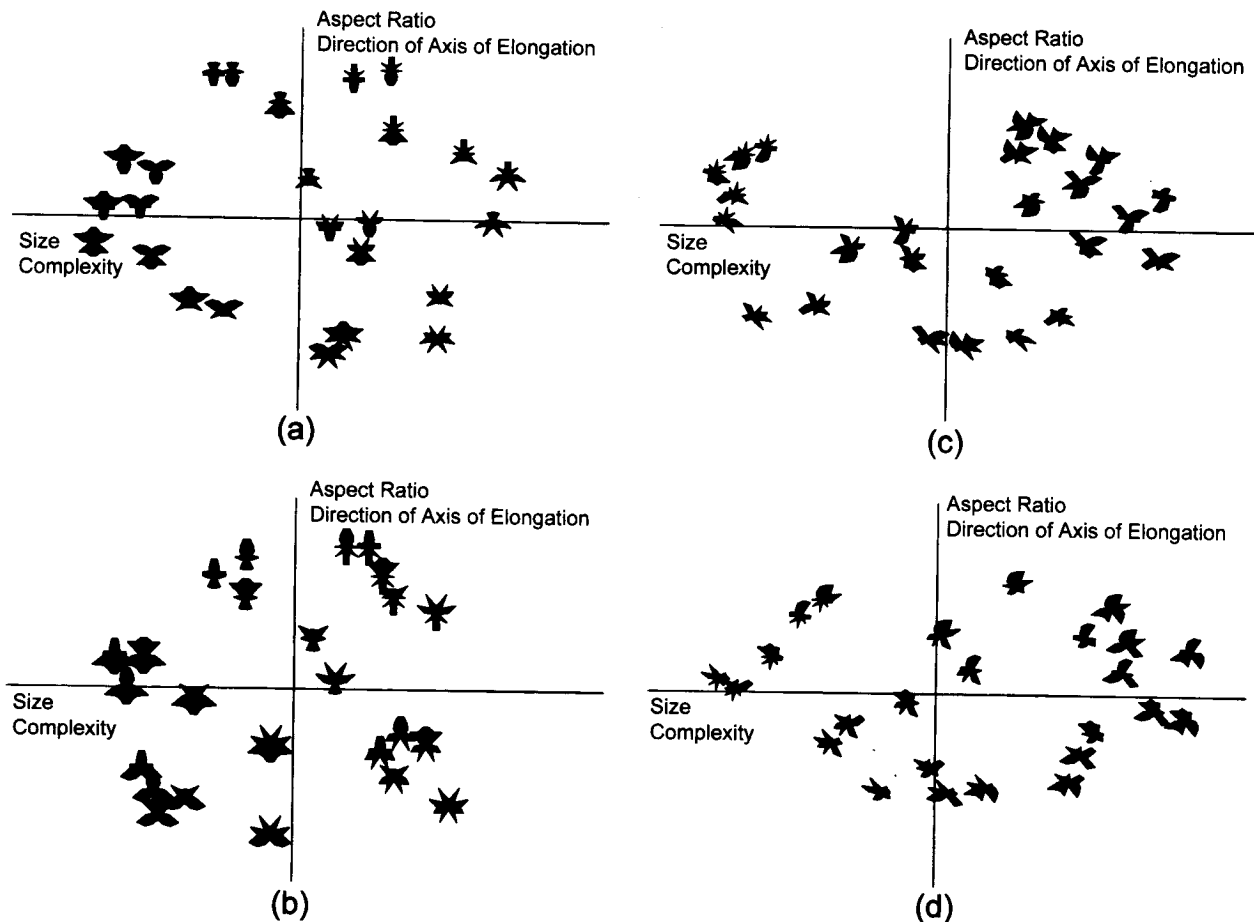 Aspect Ratio
Direction of Axis of Elongation
Size
Complexity
(a)
Aspect Ratio
Direction of Axis of Elongation
Size
Complexity
(c)
Aspect Ratio
Direction of Axis of Elongation
Size
Complexity
(b)
Aspect Ratio
Direction of Axis of Elongation
Size
Complexity
(d)